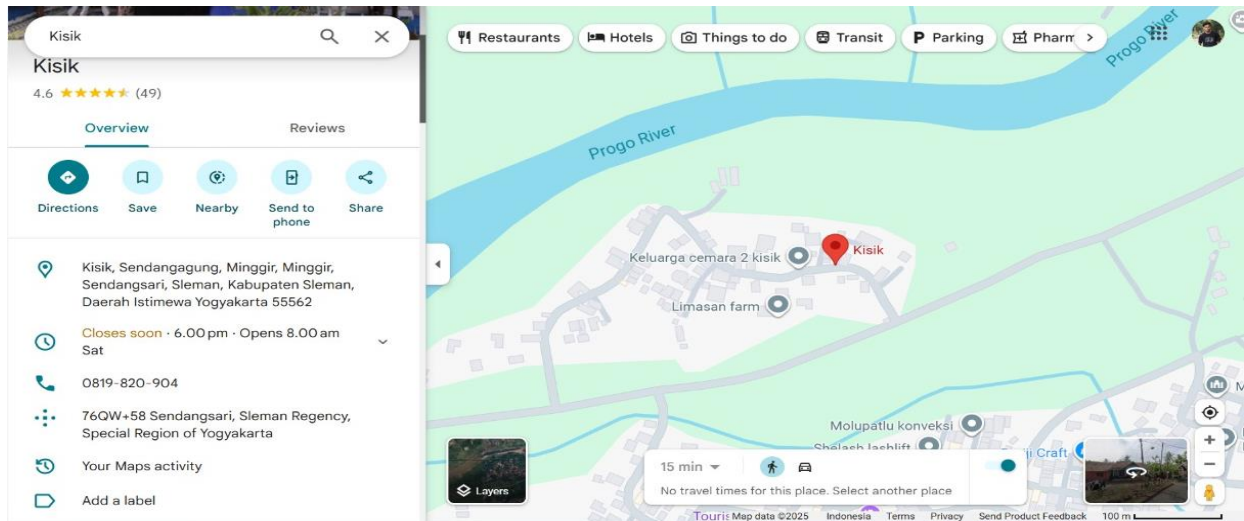 Kisik
Kisik
4.6 (49)
Overview
Reviews
Directions
Save
Nearby
Send to phone
Share
Kisik, Sendangagung, Minggir, Minggir,
Sendangsari, Sleman, Kabupaten Sleman,
Daerah Istimewa Yogyakarta 55562
Closes soon · 6.00 pm · Opens 8.00 am
Sat
0819-820-904
76QW+58 Sendangsari, Sleman Regency,
Special Region of Yogyakarta
Your Maps activity
Add a label
Restaurants
Hotels
Things to do
Transit
Parking
Progo River
Progo River
Keluarga cemara 2 kisik
Kisik
Limasan farm
Molupatlu konveksi
Craft
Layers
15 min
No travel times for this place. Select another place
Map data ©2025 Indonesia Terms Privacy Send Product Feedback 100 m